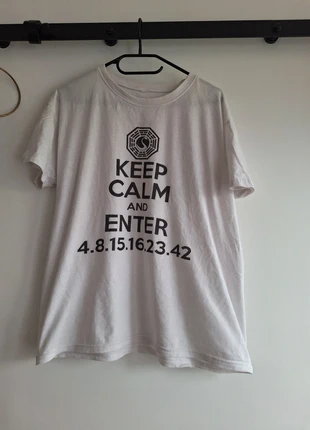 KEEP
CALM
AND
ENTER
4.8.15.16.23.42